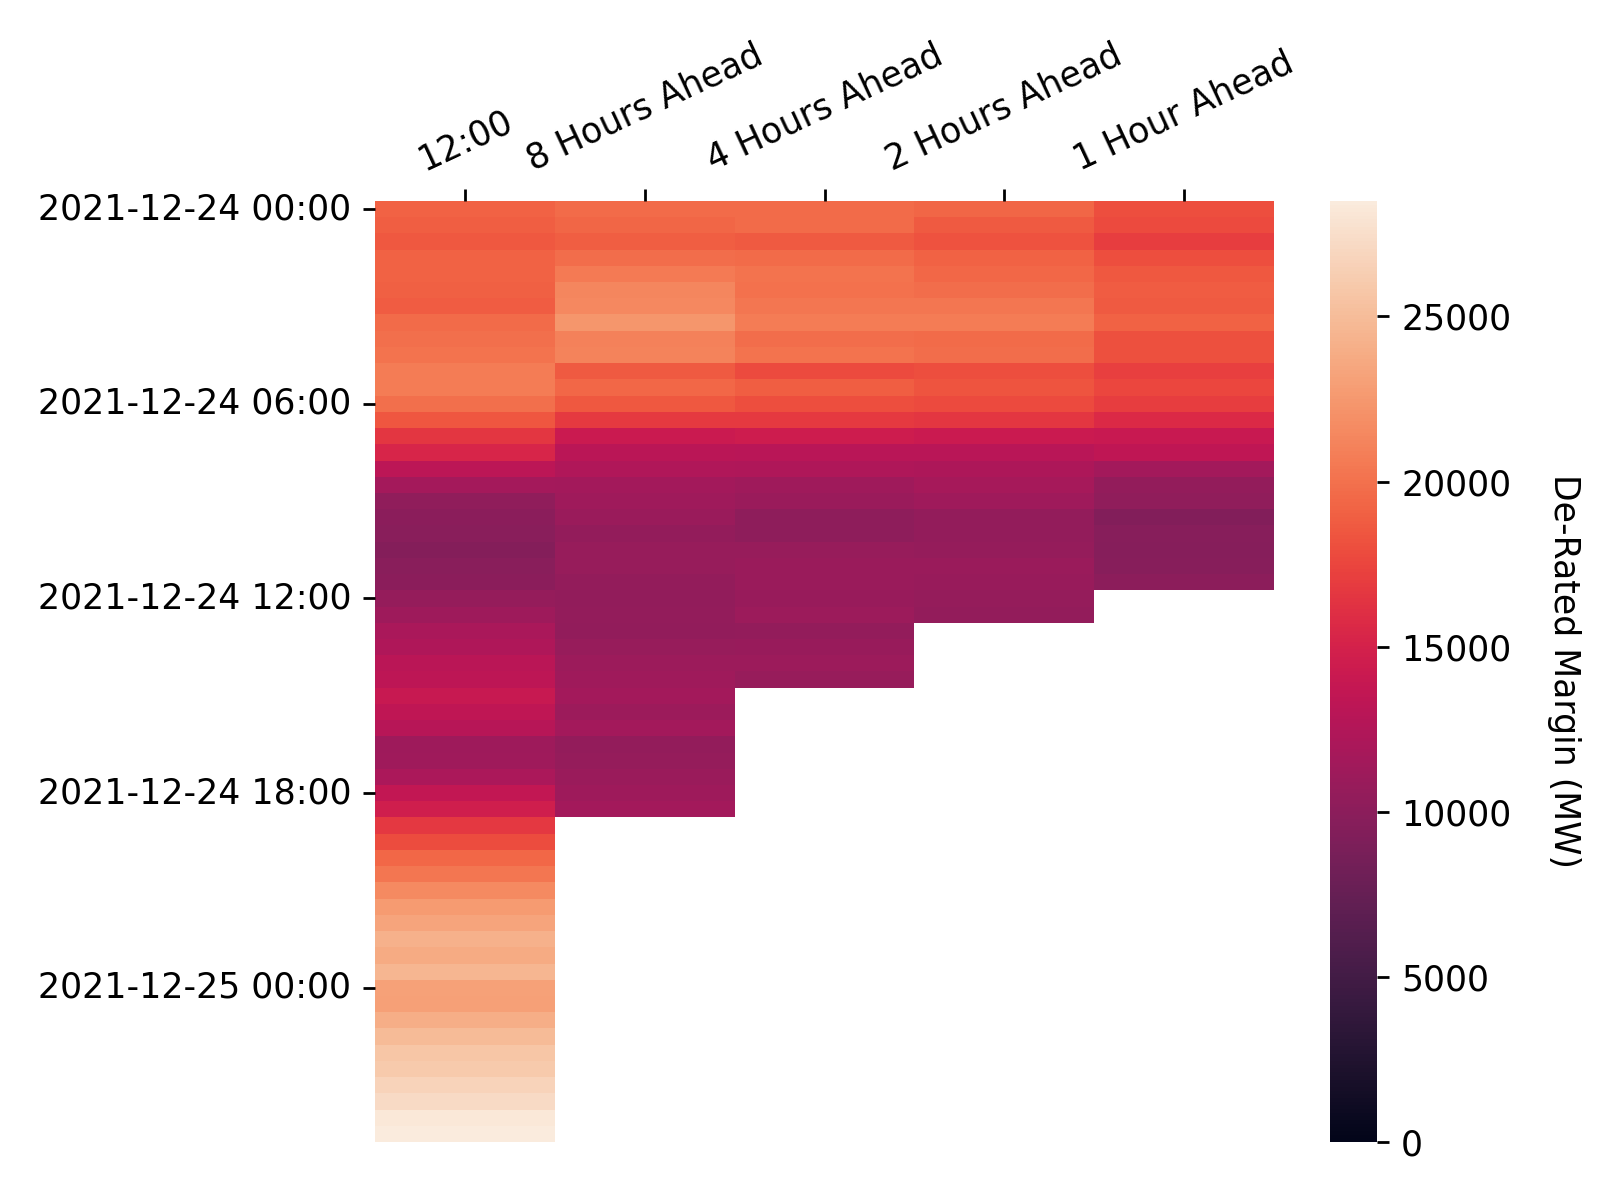 12:00
8 Hours Ahead
4 Hours Ahead
2 Hours Ahead
1 Hour Ahead
2021-12-24 00:00
2021-12-24 06:00
2021-12-24 12:00
2021-12-24 18:00
2021-12-25 00:00
25000
20000
15000
10000
5000
0
De-Rated Margin (MW)